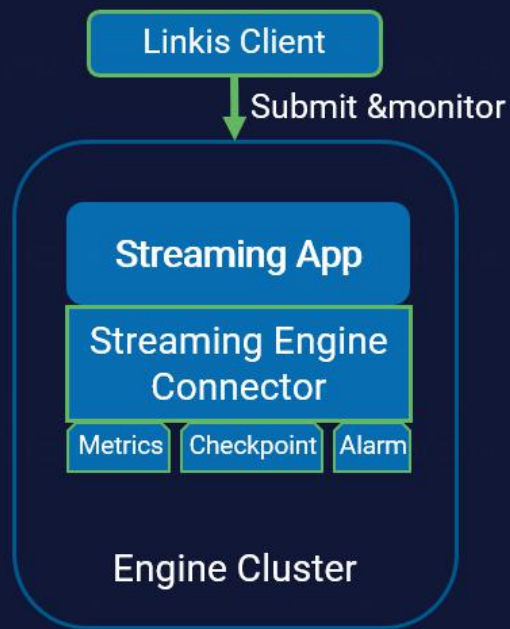 Linkis Client
Submit &monitor
Streaming App
Streaming Engine
Connector
Metrics
Checkpoint
Alarm
Engine Cluster